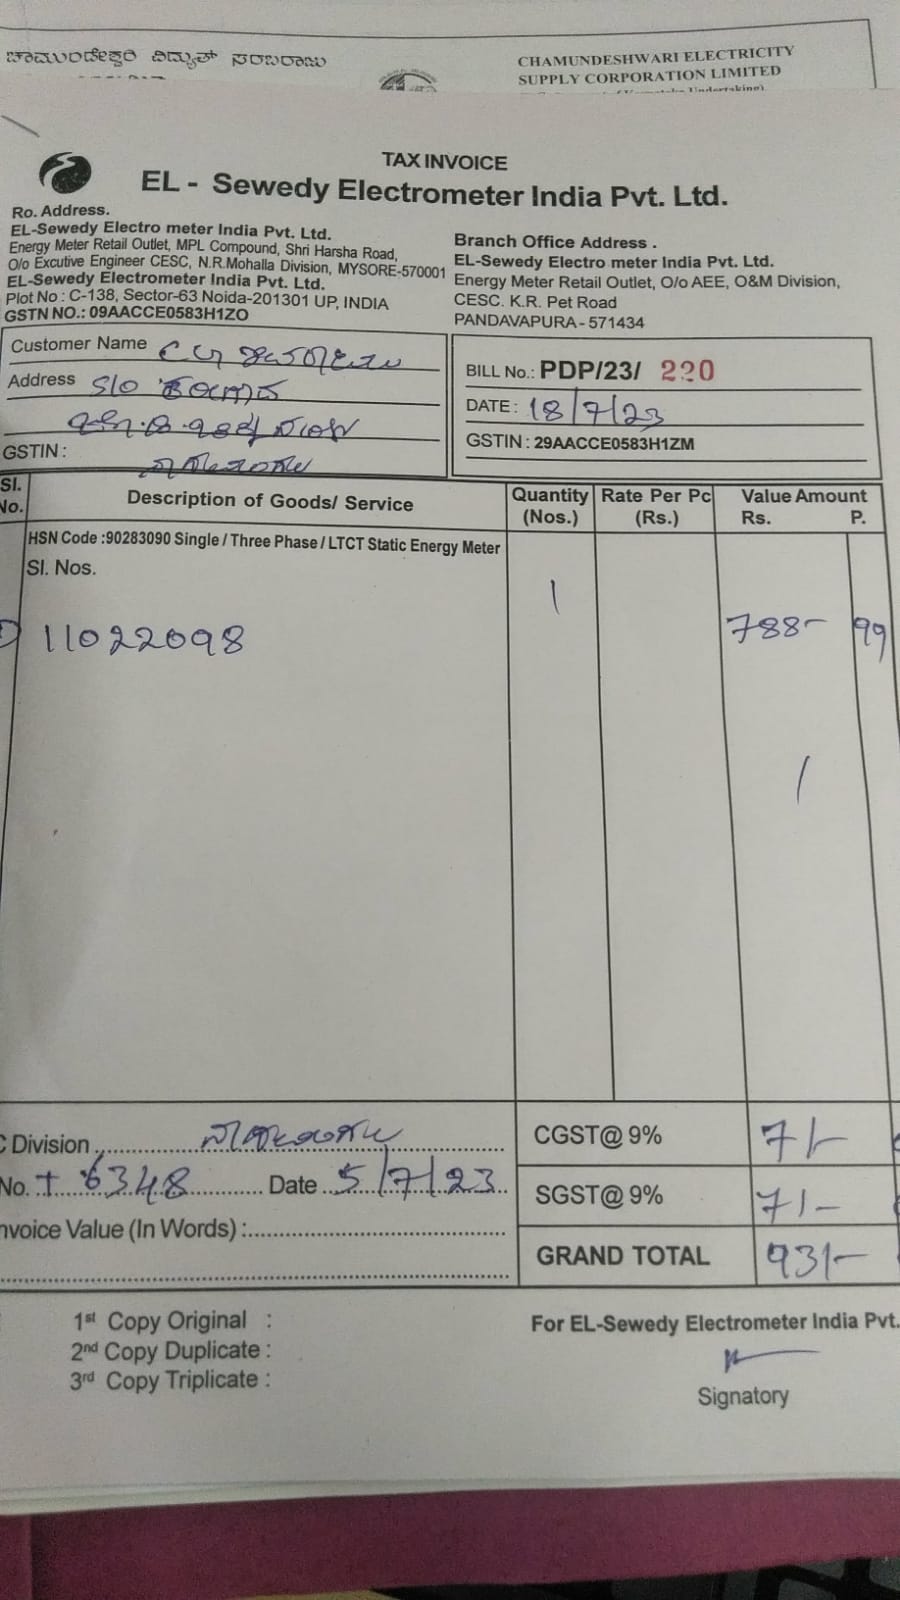 ಚಾಮುಂಡೇಶ್ವರಿ ವಿದ್ಯುತ್ ಸರಬರಾಜು
CHAMUNDESHWARI ELECTRICITY
SUPPLY CORPORATION LIMITED
TAX INVOICE
EL - Sewedy Electrometer India Pvt. Ltd.
Ro. Address.
EL-Sewedy Electro meter India Pvt. Ltd.
Energy Meter Retail Outlet, MPL Compound, Shri Harsha Road,
O/o Excutive Engineer CESC, N.R.Mohalla Division, MYSORE-570001
EL-Sewedy Electrometer India Pvt. Ltd.
Plot No : C-138, Sector-63 Noida-201301 UP, INDIA
GSTN NO.: 09AACCE0583H1ZO
Branch Office Address .
EL-Sewedy Electro meter India Pvt. Ltd.
Energy Meter Retail Outlet, O/o AEE, O&M Division,
CESC. K.R. Pet Road
PANDAVAPURA - 571434
Customer Name
Address S/O
GSTIN :
BILL No.: PDP/23/ 220
DATE : 18/7/23
GSTIN : 29AACCE0583H1ZM
Sl. No. Description of Goods/ Service Quantity (Nos.) Rate Per Pc (Rs.) Value Amount Rs. P.
HSN Code :90283090 Single / Three Phase / LTCT Static Energy Meter
Sl. Nos.
1
11022098 788- 99
Division
No. + 6348 Date 5/7/23
CGST@ 9% 71/-
SGST@ 9% 71-
nvoice Value (In Words) :
GRAND TOTAL 931/-
1st Copy Original :
2nd Copy Duplicate :
3rd Copy Triplicate :
For EL-Sewedy Electrometer India Pvt.
Signatory